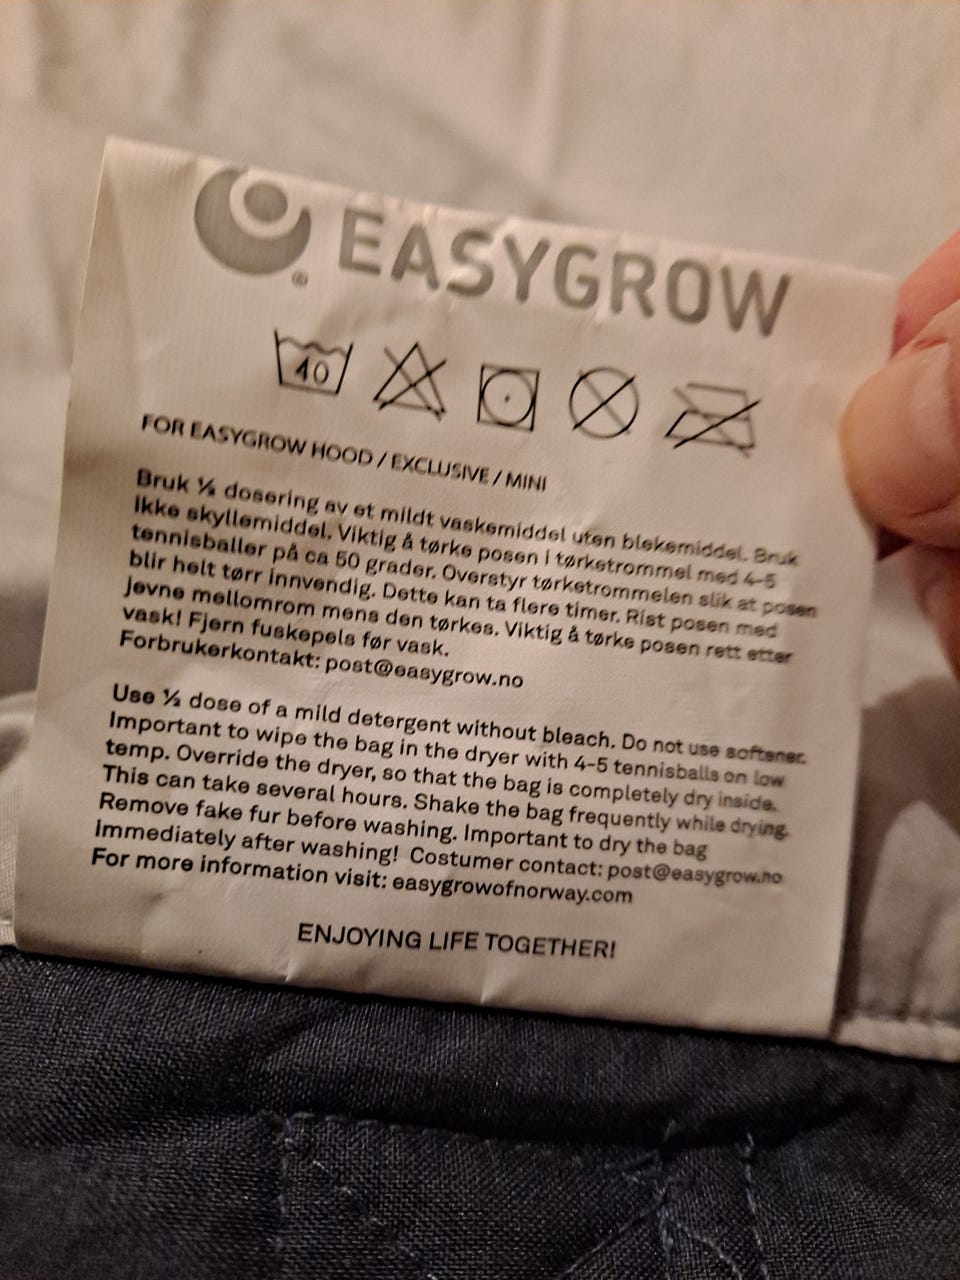 EASYGROW
®
40
FOR EASYGROW HOOD / EXCLUSIVE / MINI
Bruk ½ dosering av et mildt vaskemiddel uten blekemiddel. Bruk
ikke skyllemiddel. Viktig å tørke posen i tørketrommel med 4-5
tennisballer på ca 50 grader. Overstyr tørketrommelen slik at posen
blir helt tørr innvendig. Dette kan ta flere timer. Rist posen med
jevne mellomrom mens den tørkes. Viktig å tørke posen rett etter
vask! Fjern fuskepels før vask.
Forbrukerkontakt: post@easygrow.no
Use ½ dose of a mild detergent without bleach. Do not use softener.
Important to wipe the bag in the dryer with 4-5 tennisballs on low
temp. Override the dryer, so that the bag is completely dry inside.
This can take several hours. Shake the bag frequently while drying.
Remove fake fur before washing. Important to dry the bag
Immediately after washing! Costumer contact: post@easygrow.no
For more information visit: easygrowofnorway.com
ENJOYING LIFE TOGETHER!